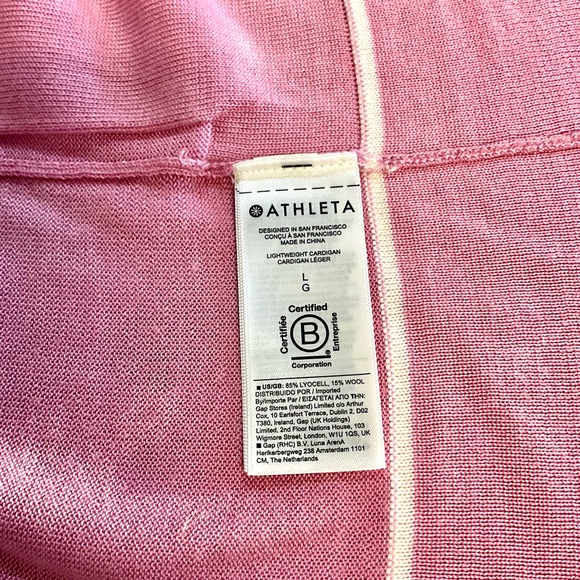 ATHLETA
DESIGNED IN SAN FRANCISCO
CONÇU À SAN FRANCISCO
MADE IN CHINA
LIGHTWEIGHT CARDIGAN
CARDIGAN LÉGER
L
G
Certified
Certifiée
B
®
Entreprise
Corporation
■ US/GB: 85% LYOCELL, 15% WOOL
DISTRIBUIDO POR / Imported
By/Importe Par / ΕΙΣΑΓΕΤΑΙ ΑΠΟ ΤΗΝ:
Gap Stores (Ireland) Limited c/o Arthur
Cox, 10 Earlsfort Terrace, Dublin 2, D02
T380, Ireland; Gap (UK Holdings)
Limited, 2nd Floor Nations House, 103
Wigmore Street, London, W1U 1QS, UK
■ Gap (RHC) B.V. Luna ArenA
Herikerbergweg 238 Amsterdam 1101
CM, The Netherlands